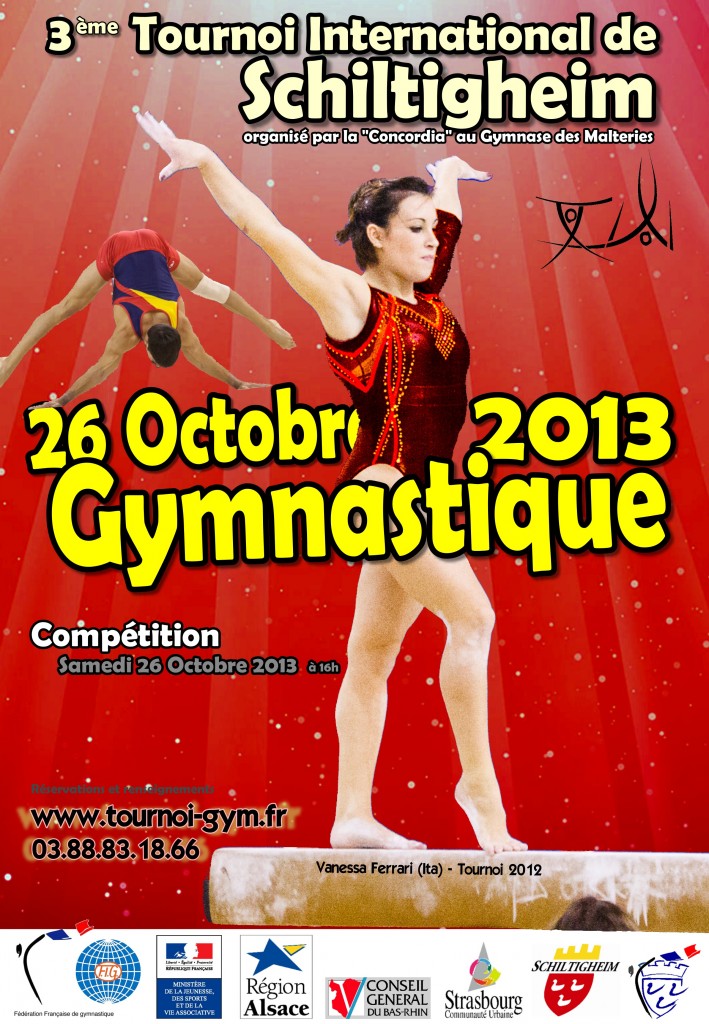 3ème Tournoi International de
Schiltigheim
organisé par la "Concordia" au Gymnase des Malteries
26 Octobre 2013
Gymnastique
Compétition
Samedi 26 Octobre 2013 à 16h
Réservations et renseignements
www.tournoi-gym.fr
03.88.83.18.66
Vanessa Ferrari (Ita) - Tournoi 2012
Fédération Française de gymnastique
FIG
Liberté • Égalité • Fraternité
RÉPUBLIQUE FRANÇAISE
MINISTÈRE
DE LA JEUNESSE,
DES SPORTS
ET DE LA
VIE ASSOCIATIVE
Région
Alsace
CONSEIL
GENERAL
DU BAS-RHIN
Strasbourg
Communauté Urbaine
SCHILTIGHEIM